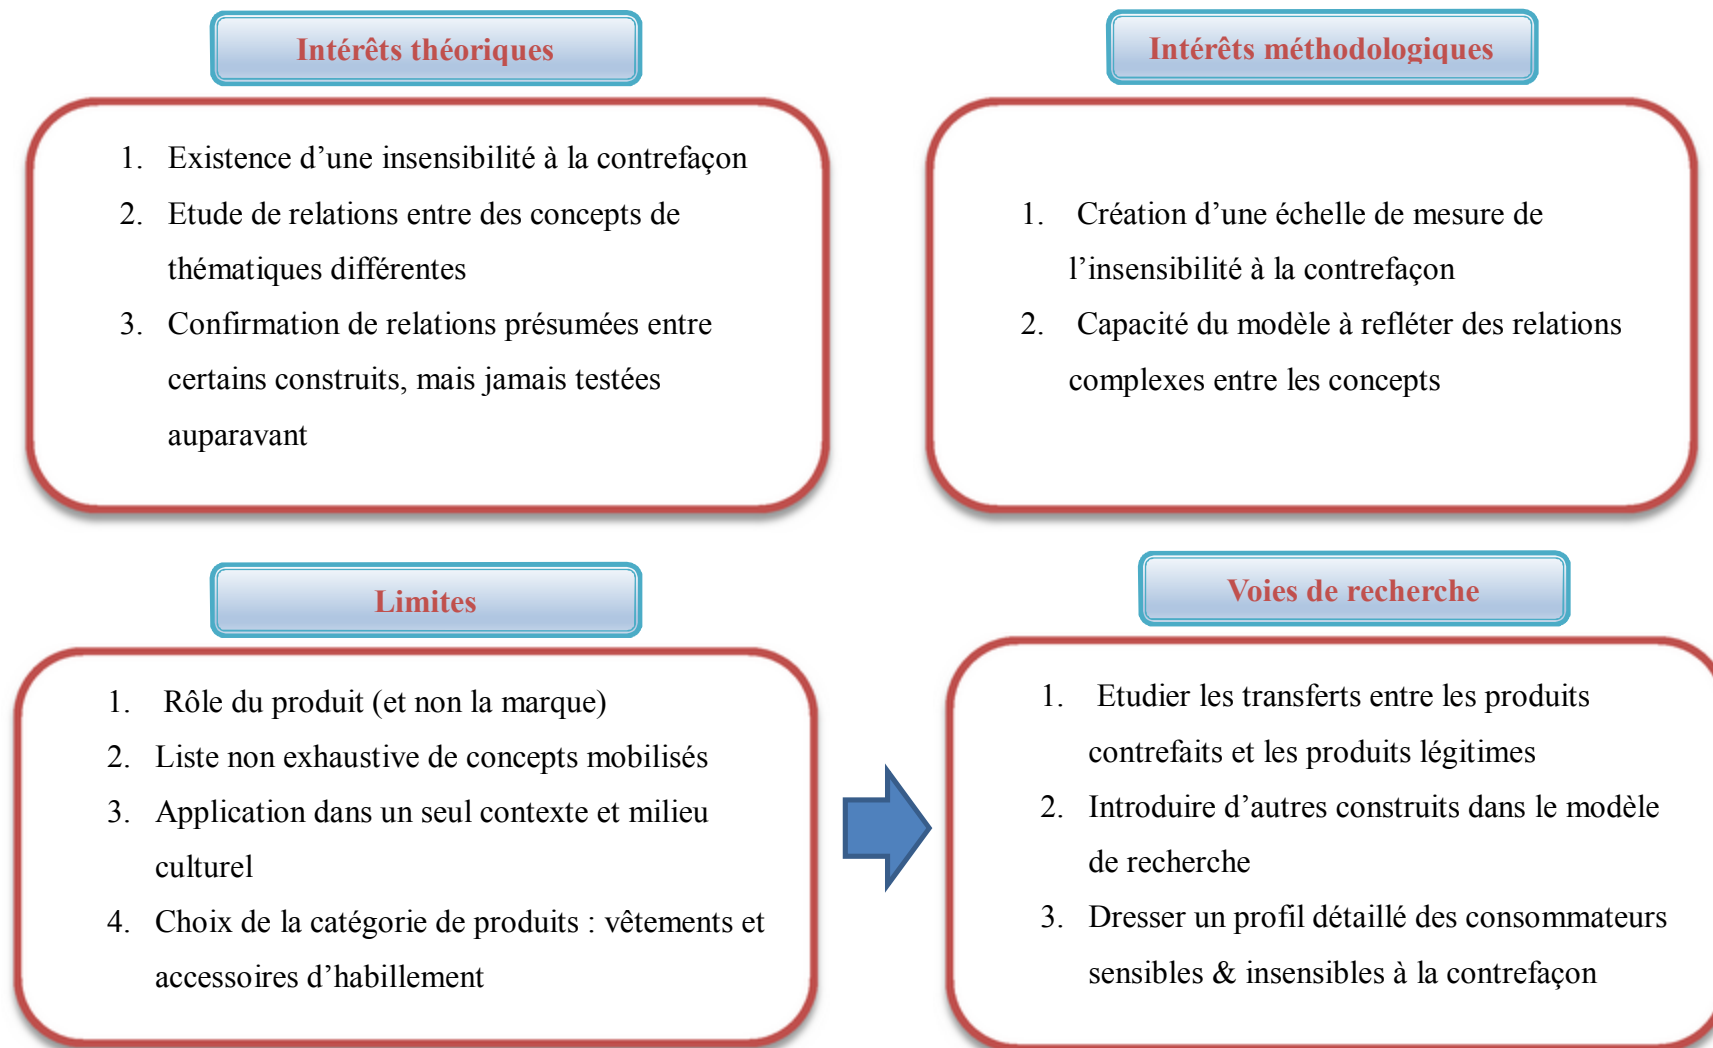 Intérêts théoriques
1. Existence d’une insensibilité à la contrefaçon
2. Etude de relations entre des concepts de
thématiques différentes
3. Confirmation de relations présumées entre
certains construits, mais jamais testées
auparavant
Intérêts méthodologiques
1. Création d’une échelle de mesure de
l’insensibilité à la contrefaçon
2. Capacité du modèle à refléter des relations
complexes entre les concepts
Limites
1. Rôle du produit (et non la marque)
2. Liste non exhaustive de concepts mobilisés
3. Application dans un seul contexte et milieu
culturel
4. Choix de la catégorie de produits : vêtements et
accessoires d’habillement
Voies de recherche
1. Etudier les transferts entre les produits
contrefaits et les produits légitimes
2. Introduire d’autres construits dans le modèle
de recherche
3. Dresser un profil détaillé des consommateurs
sensibles & insensibles à la contrefaçon